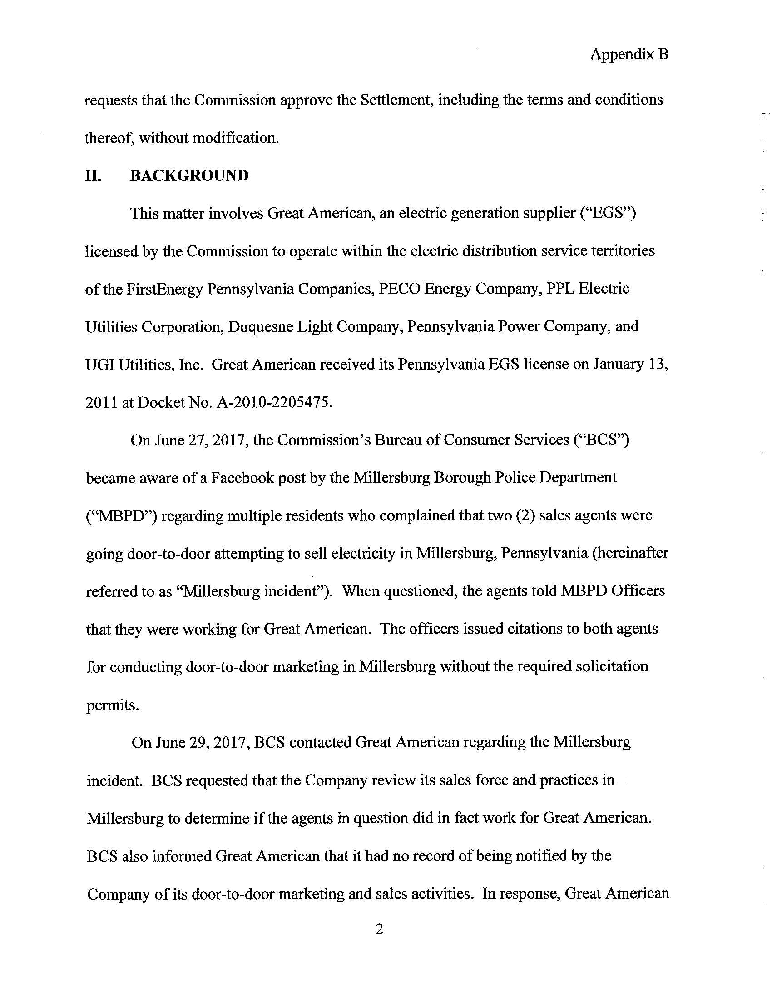 Appendix B
requests that the Commission approve the Settlement, including the terms and conditions
thereof, without modification.
II. BACKGROUND
This matter involves Great American, an electric generation supplier (“EGS”)
licensed by the Commission to operate within the electric distribution service territories
of the FirstEnergy Pennsylvania Companies, PECO Energy Company, PPL Electric
Utilities Corporation, Duquesne Light Company, Pennsylvania Power Company, and
UGI Utilities, Inc. Great American received its Pennsylvania EGS license on January 13,
2011 at Docket No. A-2010-2205475.
On June 27, 2017, the Commission’s Bureau of Consumer Services (“BCS”)
became aware of a Facebook post by the Millersburg Borough Police Department
(“MBPD”) regarding multiple residents who complained that two (2) sales agents were
going door-to-door attempting to sell electricity in Millersburg, Pennsylvania (hereinafter
referred to as “Millersburg incident”). When questioned, the agents told MBPD Officers
that they were working for Great American. The officers issued citations to both agents
for conducting door-to-door marketing in Millersburg without the required solicitation
permits.
On June 29, 2017, BCS contacted Great American regarding the Millersburg
incident. BCS requested that the Company review its sales force and practices in
Millersburg to determine if the agents in question did in fact work for Great American.
BCS also informed Great American that it had no record of being notified by the
Company of its door-to-door marketing and sales activities. In response, Great American
2